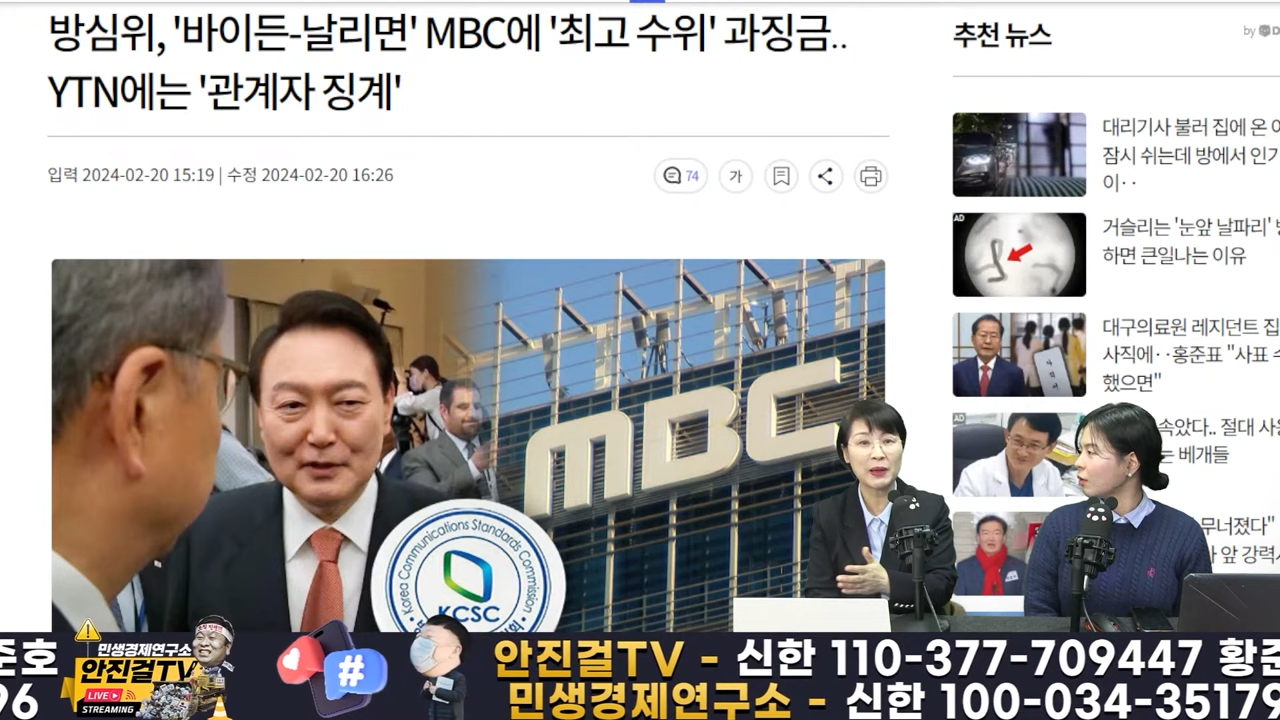 방심위, '바이든-날리면' MBC에 '최고 수위' 과징금..
YTN에는 '관계자 징계'
입력 2024-02-20 15:19 | 수정 2024-02-20 16:26
74
가
추천 뉴스
by
대리기사 불러 집에 온
잠시 쉬는데 방에서 인기
이··
AD
거슬리는 '눈앞 날파리'
하면 큰일나는 이유
대구의료원 레지던트 집
사직에··홍준표 "사표
했으면"
AD
속았다.. 절대
는 베개들
무너졌다"
앞 강력
MBC
Korea Communications Standards Commission
KCSC
준호
96
민생경제연구소
안진걸TV
LIVE
STREAMING
#
안진걸TV - 신한 110-377-709447 황준
민생경제연구소 - 신한 100-034-35179